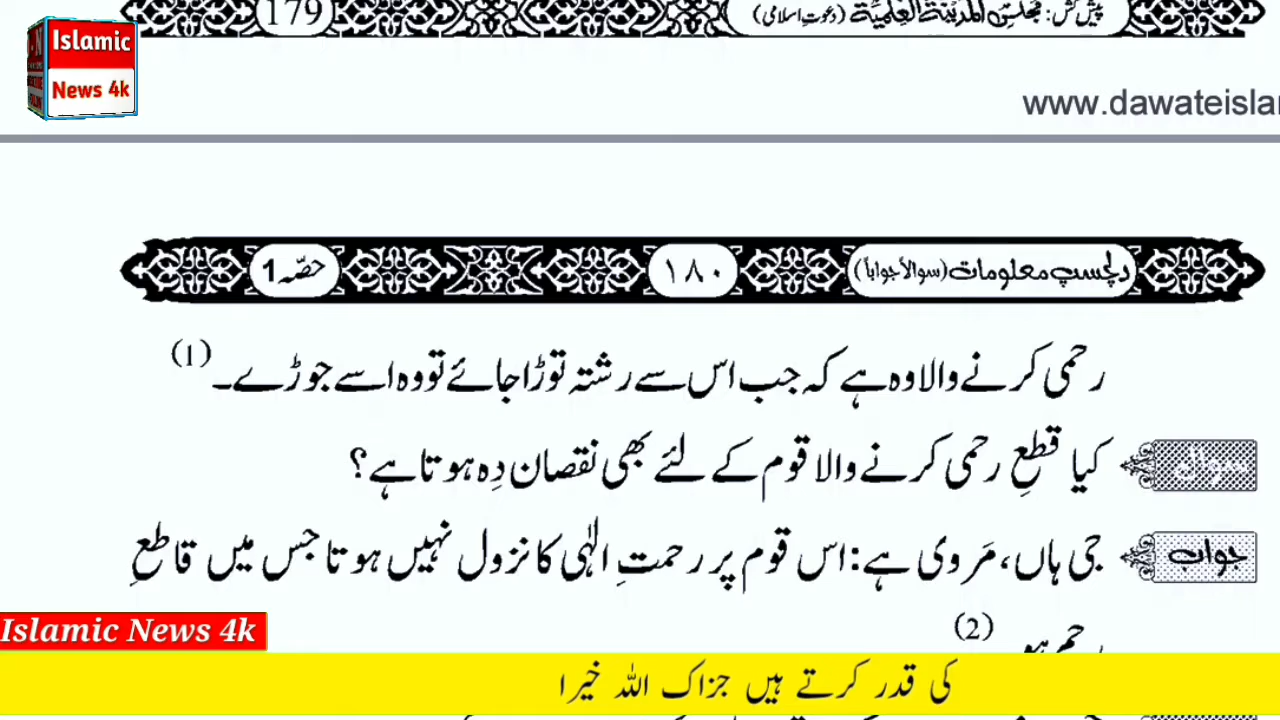 179
پیش کش: مجلس المدینۃ العلمیۃ (دعوتِ اسلامی)
Islamic
News 4k
www.dawateisla
حصّہ 1
۱۸۰
دلچسپ معلومات (سوالاً جواباً)
رحمی کرنے والا وہ ہے کہ جب اس سے رشتہ توڑا جائے تو وہ اسے جوڑے۔ (1)
سوال
کیا قطعِ رحمی کرنے والا قوم کے لئے بھی نقصان دِہ ہوتا ہے؟
جواب
جی ہاں، مَروی ہے: اس قوم پر رحمتِ الٰہی کا نزول نہیں ہوتا جس میں قاطعِ
رحم ہو (2)
Islamic News 4k
کی قدر کرتے ہیں جزاک اللہ خیرا